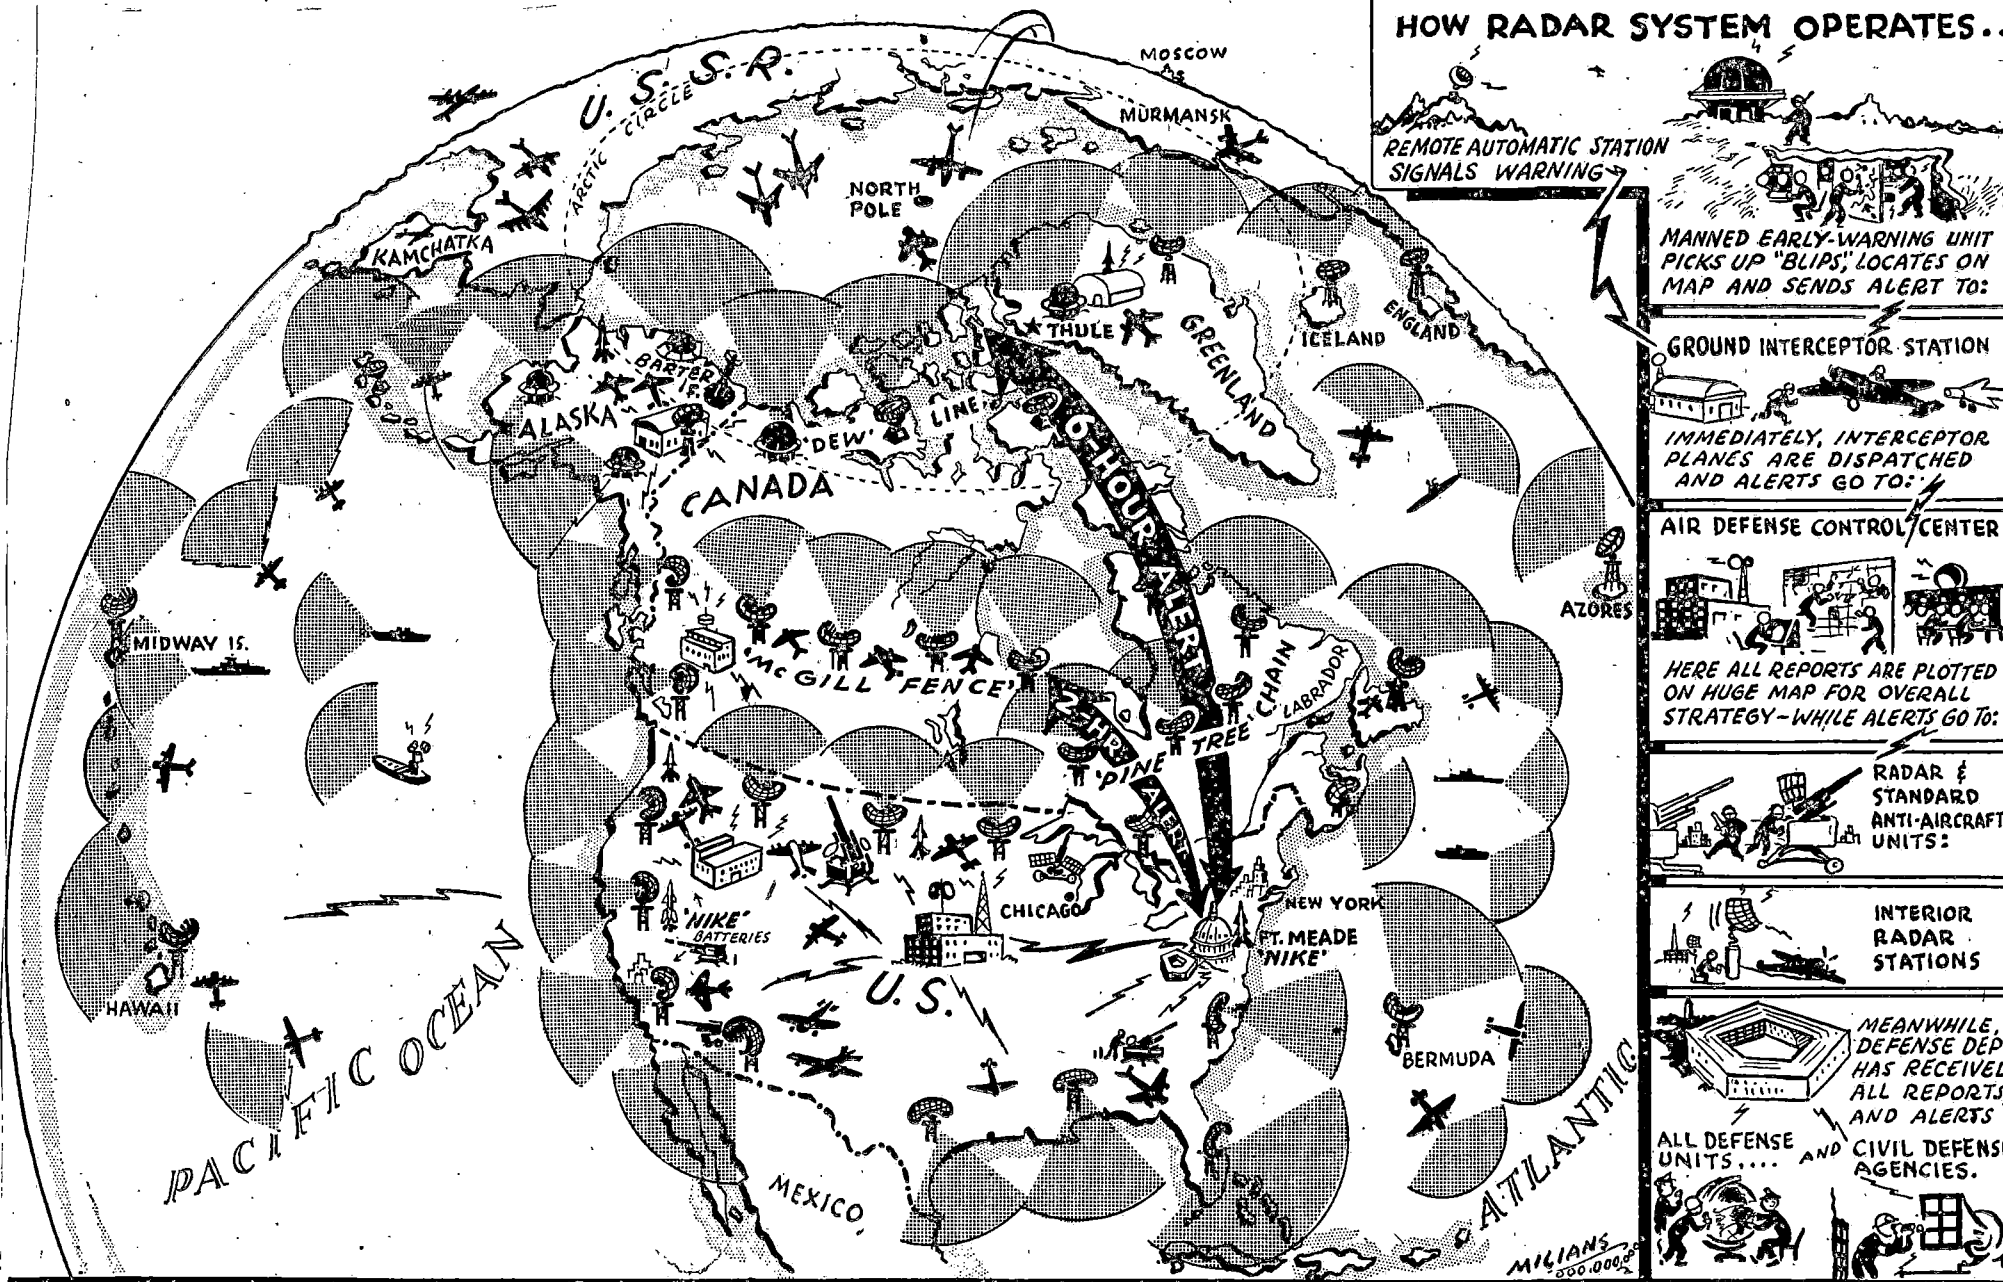 HOW RADAR SYSTEM OPERATES..
REMOTE AUTOMATIC STATION
SIGNALS WARNING
MANNED EARLY-WARNING UNIT
PICKS UP "BLIPS," LOCATES ON
MAP AND SENDS ALERT TO:
GROUND INTERCEPTOR STATION
IMMEDIATELY, INTERCEPTOR
PLANES ARE DISPATCHED
AND ALERTS GO TO:
AIR DEFENSE CONTROL CENTER
HERE ALL REPORTS ARE PLOTTED
ON HUGE MAP FOR OVERALL
STRATEGY-WHILE ALERTS GO TO:
RADAR &
STANDARD
ANTI-AIRCRAFT
UNITS:
INTERIOR
RADAR
STATIONS
MEANWHILE,
DEFENSE DEP
HAS RECEIVED
ALL REPORTS
AND ALERTS
ALL DEFENSE
UNITS....
AND CIVIL DEFENSE
AGENCIES.
U.S.S.R.
ARCTIC CIRCLE
MOSCOW
MURMANSK
NORTH
POLE
KAMCHATKA
THULE
GREENLAND
ICELAND
ENGLAND
BARTER
IS.
ALASKA
'DEW' LINE
CANADA
6-HOUR ALERT
AZORES
MIDWAY IS.
'McGILL FENCE'
2-HR. ALERT
'PINE TREE' CHAIN
LABRADOR
'NIKE'
BATTERIES
CHICAGO
NEW YORK
FT. MEADE
'NIKE'
U.S.
HAWAII
BERMUDA
PACIFIC OCEAN
MEXICO
ATLANTIC
MILIANS